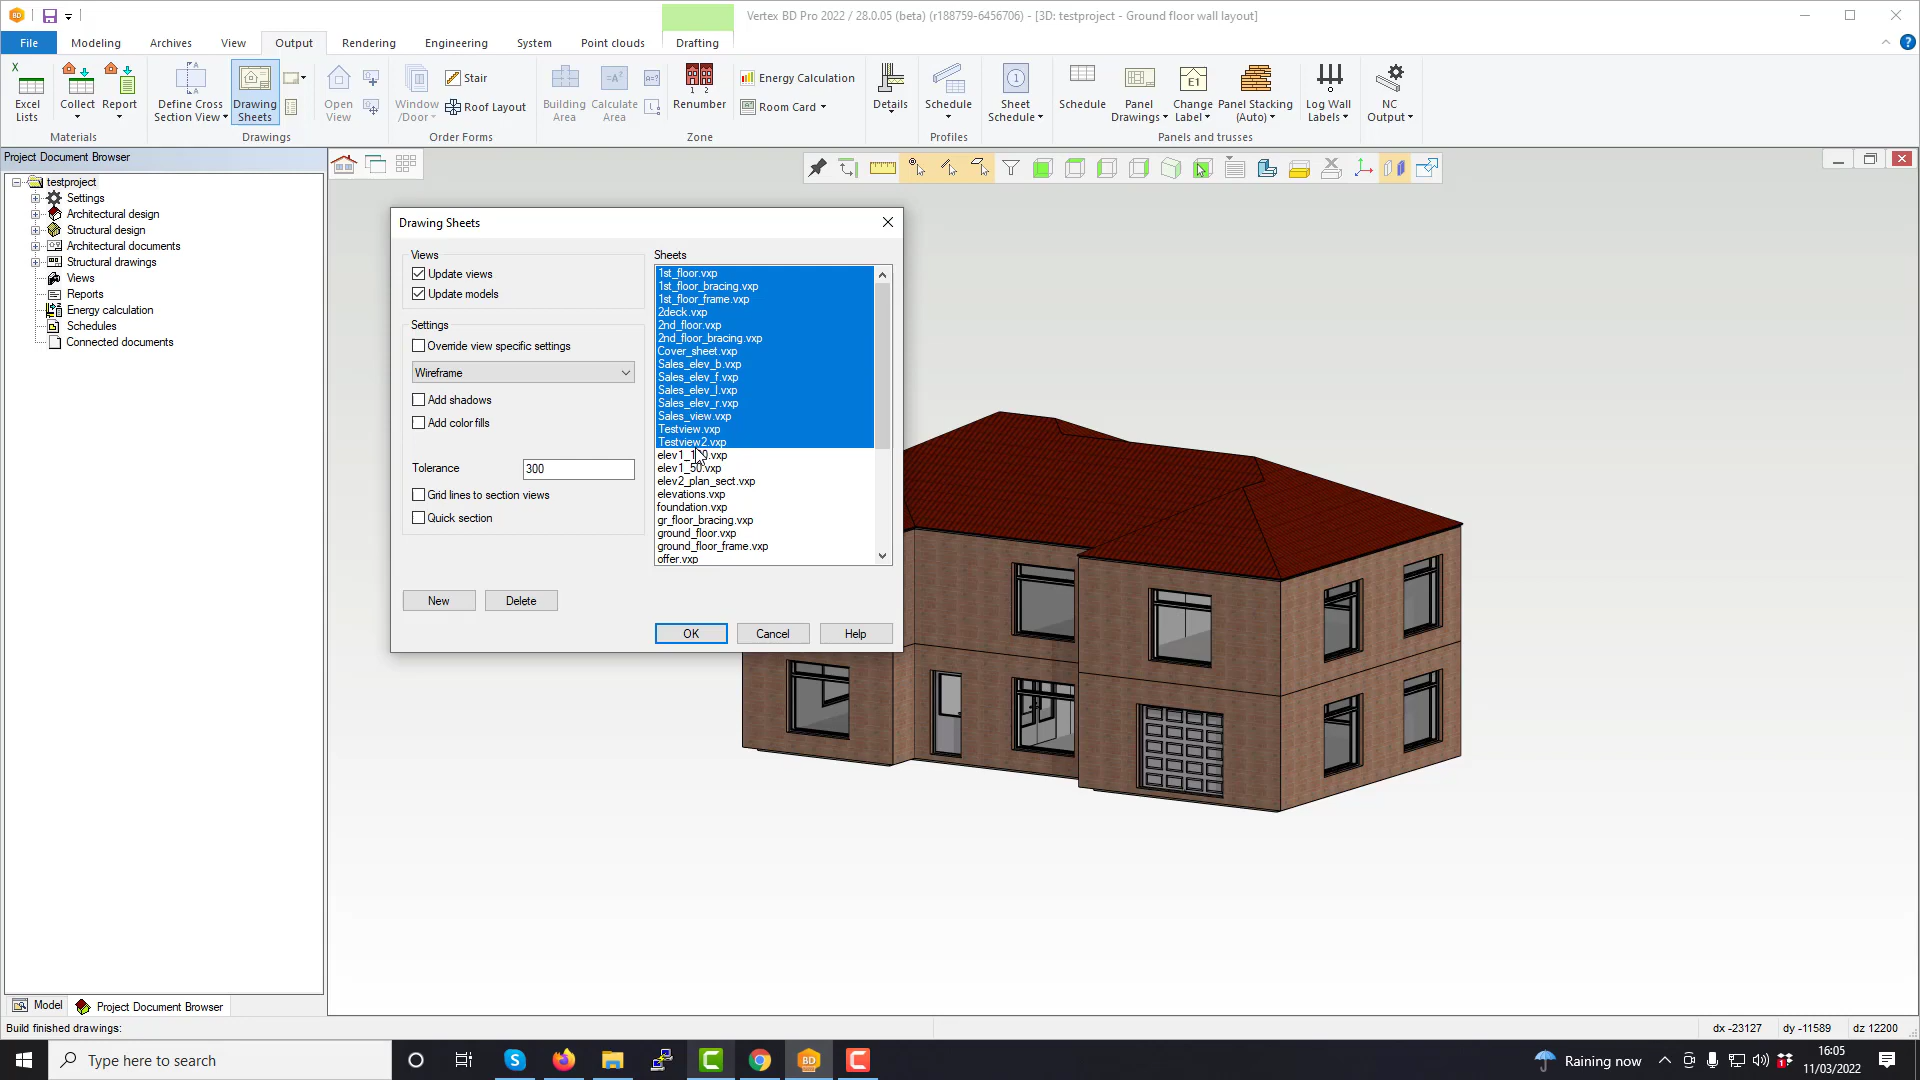 Vertex BD Pro 2022 / 28.0.05 (beta) (r188759-6456706) - [3D: testproject - Ground floor wall layout]
File Modeling Archives View Output Rendering Engineering System Point clouds Drafting
Excel Lists
Collect
Report
Materials
Define Cross Section View
Drawing Sheets
Drawings
Open View
Window /Door
Stair
Roof Layout
Order Forms
Building Area
Calculate Area
Renumber
Energy Calculation
Room Card
Zone
Details
Schedule
Profiles
Sheet Schedule
Schedule
Panel Drawings
Change Label
Panel Stacking (Auto)
Panels and trusses
Log Wall Labels
NC Output
Project Document Browser
testproject
Settings
Architectural design
Structural design
Architectural documents
Structural drawings
Views
Reports
Energy calculation
Schedules
Connected documents
Drawing Sheets
Views
Update views
Update models
Settings
Override view specific settings
Wireframe
Add shadows
Add color fills
Tolerance 300
Grid lines to section views
Quick section
New Delete
Sheets
1st_floor.vxp
1st_floor_bracing.vxp
1st_floor_frame.vxp
2deck.vxp
2nd_floor.vxp
2nd_floor_bracing.vxp
Cover_sheet.vxp
Sales_elev_b.vxp
Sales_elev_f.vxp
Sales_elev_l.vxp
Sales_elev_r.vxp
Sales_view.vxp
Testview.vxp
Testview2.vxp
elev1_50.vxp
elev2_plan_sect.vxp
elevations.vxp
foundation.vxp
gr_floor_bracing.vxp
ground_floor.vxp
ground_floor_frame.vxp
offer.vxp
OK Cancel Help
Model Project Document Browser
Build finished drawings:
dx -23127 dy -11589 dz 12200
Type here to search
Raining now
16:05
11/03/2022